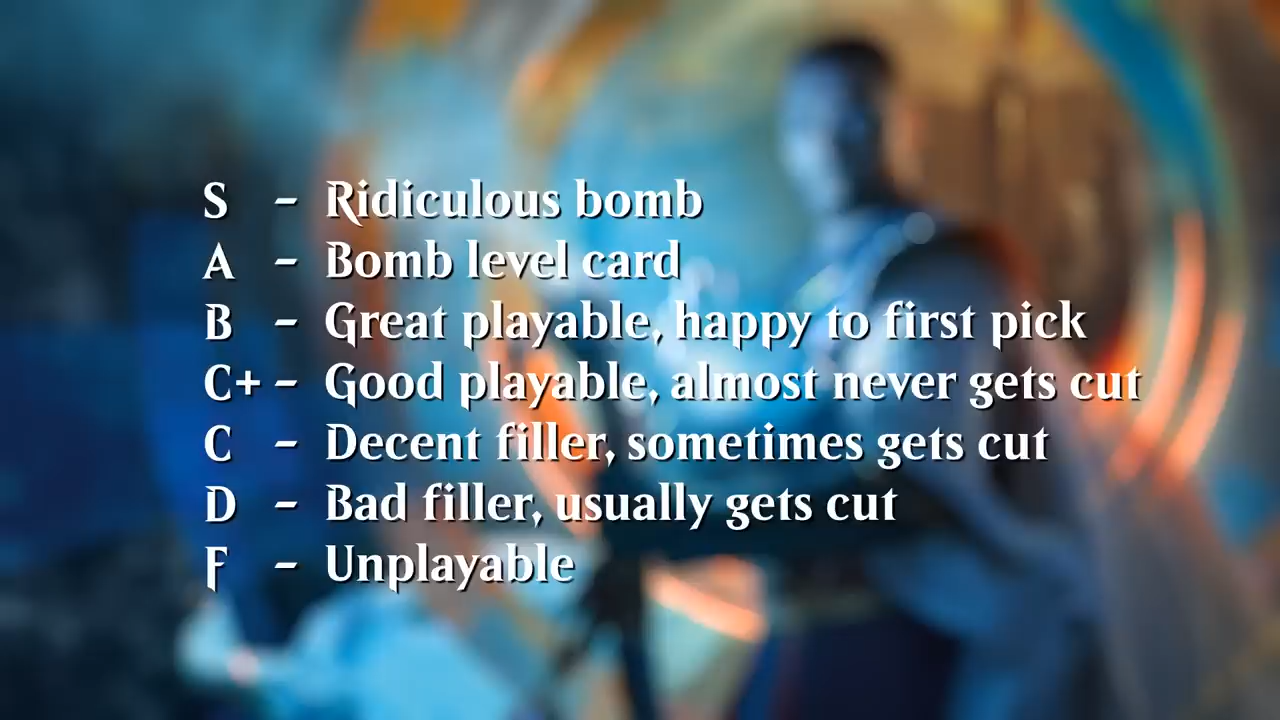 S - Ridiculous bomb
A - Bomb level card
B - Great playable, happy to first pick
C+ - Good playable, almost never gets cut
C - Decent filler, sometimes gets cut
D - Bad filler, usually gets cut
F - Unplayable